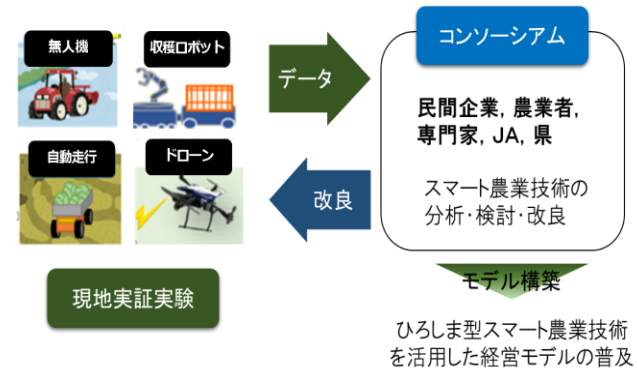 無人機
収穫ロボット
自動走行
ドローン
現地実証実験
データ
改良
コンソーシアム
民間企業, 農業者,
専門家, JA, 県
スマート農業技術の
分析・検討・改良
モデル構築
ひろしま型スマート農業技術
を活用した経営モデルの普及